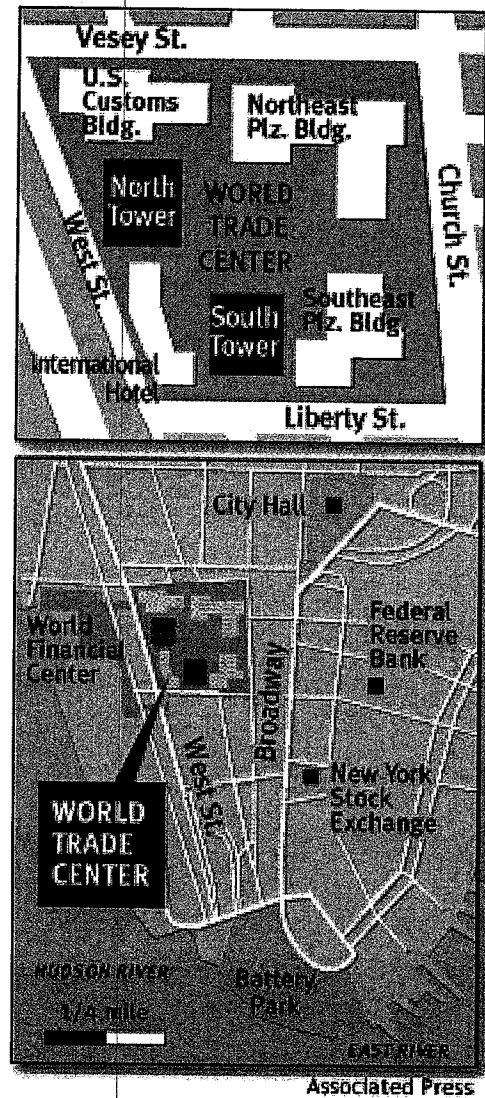 Vesey St.
U.S.
Customs
Bldg.
Northeast
Plz. Bldg.
North
Tower
WORLD
TRADE
CENTER
Church St.
West St.
South
Tower
Southeast
Plz. Bldg.
International
Hotel
Liberty St.
City Hall
World
Financial
Center
Federal
Reserve
Bank
Broadway
West St.
New York
Stock
Exchange
WORLD
TRADE
CENTER
HUDSON RIVER
Battery
Park
1/4 mile
EAST RIVER
Associated Press